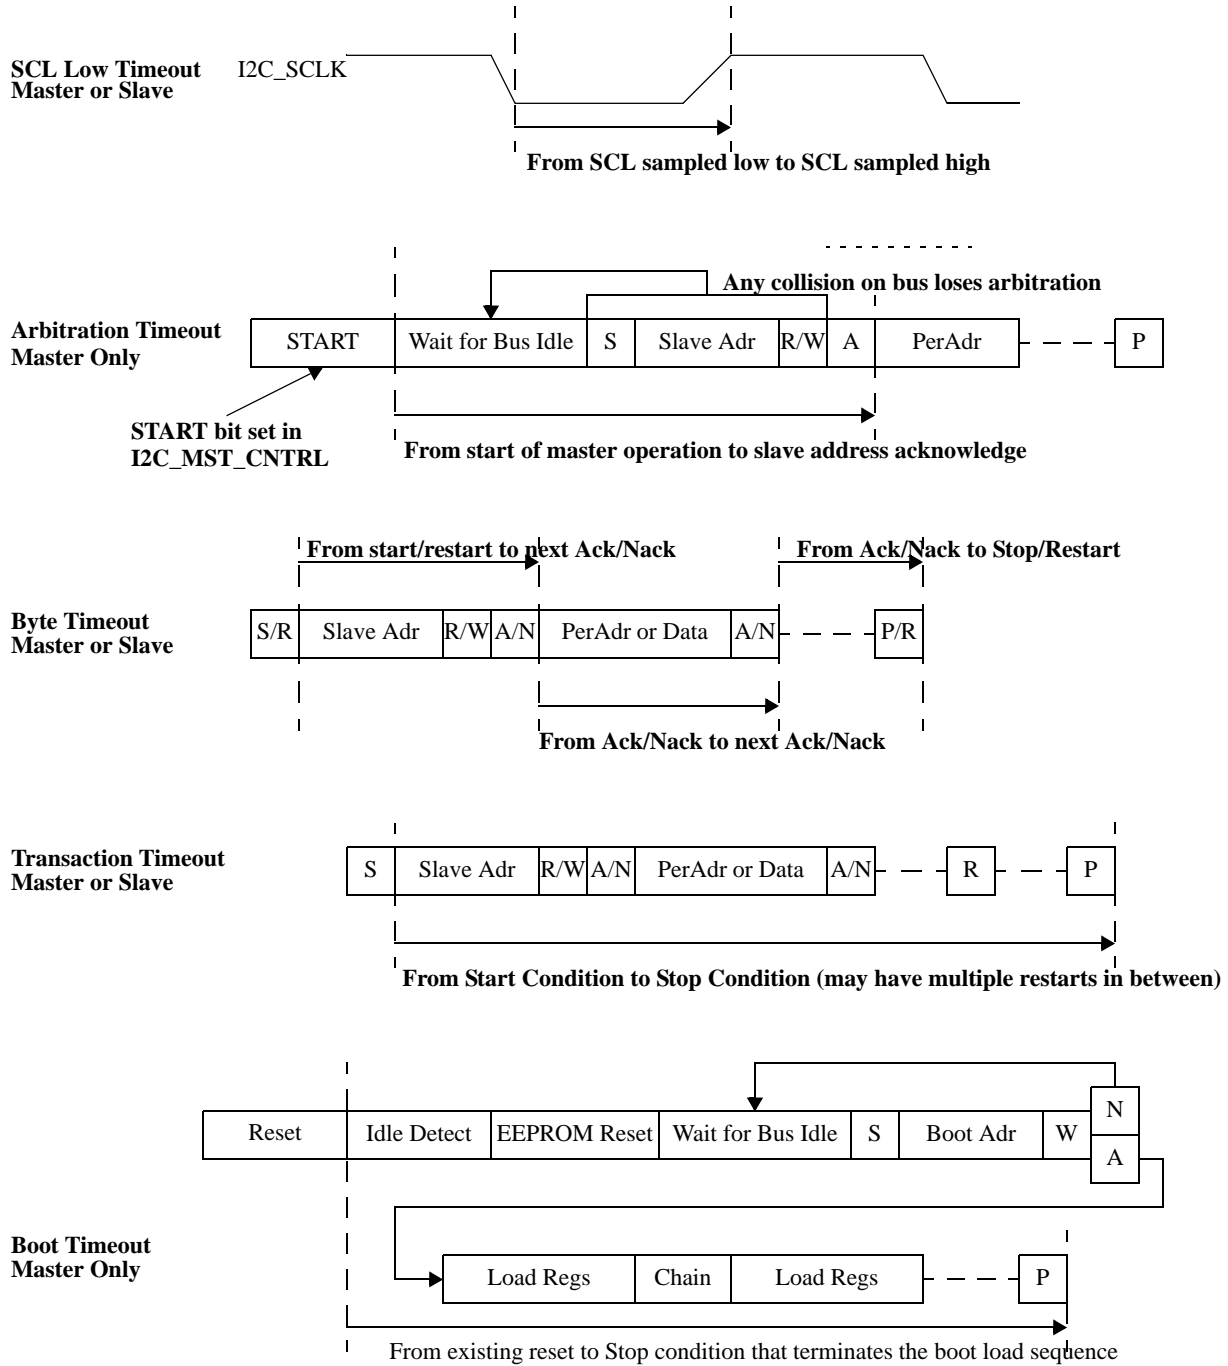 SCL Low Timeout
Master or Slave
I2C_SCLK
From SCL sampled low to SCL sampled high
Any collision on bus loses arbitration
Arbitration Timeout
Master Only
START Wait for Bus Idle S Slave Adr R/W A PerAdr P
START bit set in
I2C_MST_CNTRL
From start of master operation to slave address acknowledge
From start/restart to next Ack/Nack
From Ack/Nack to Stop/Restart
Byte Timeout
Master or Slave
S/R Slave Adr R/W A/N PerAdr or Data A/N P/R
From Ack/Nack to next Ack/Nack
Transaction Timeout
Master or Slave
S Slave Adr R/W A/N PerAdr or Data A/N R P
From Start Condition to Stop Condition (may have multiple restarts in between)
Reset Idle Detect EEPROM Reset Wait for Bus Idle S Boot Adr W
N
A
Boot Timeout
Master Only
Load Regs Chain Load Regs P
From existing reset to Stop condition that terminates the boot load sequence